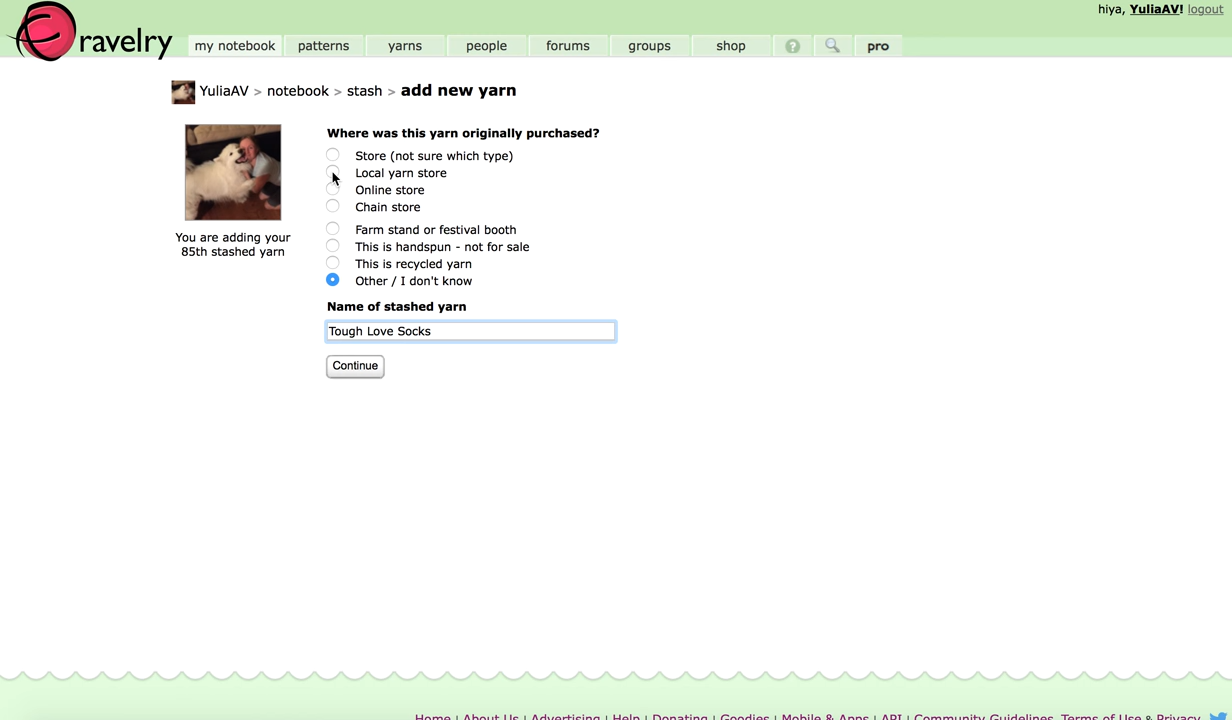 hiya, YuliaAV! logout
ravelry
my notebook patterns yarns people forums groups shop ? pro
YuliaAV > notebook > stash > add new yarn
You are adding your
85th stashed yarn
Where was this yarn originally purchased?
Store (not sure which type)
Local yarn store
Online store
Chain store
Farm stand or festival booth
This is handspun - not for sale
This is recycled yarn
Other / I don't know
Name of stashed yarn
Tough Love Socks
Continue
Home | About Us | Advertising | Help | Donating | Goodies | Mobile & Apps | API | Community Guidelines, Terms of Use & Privacy